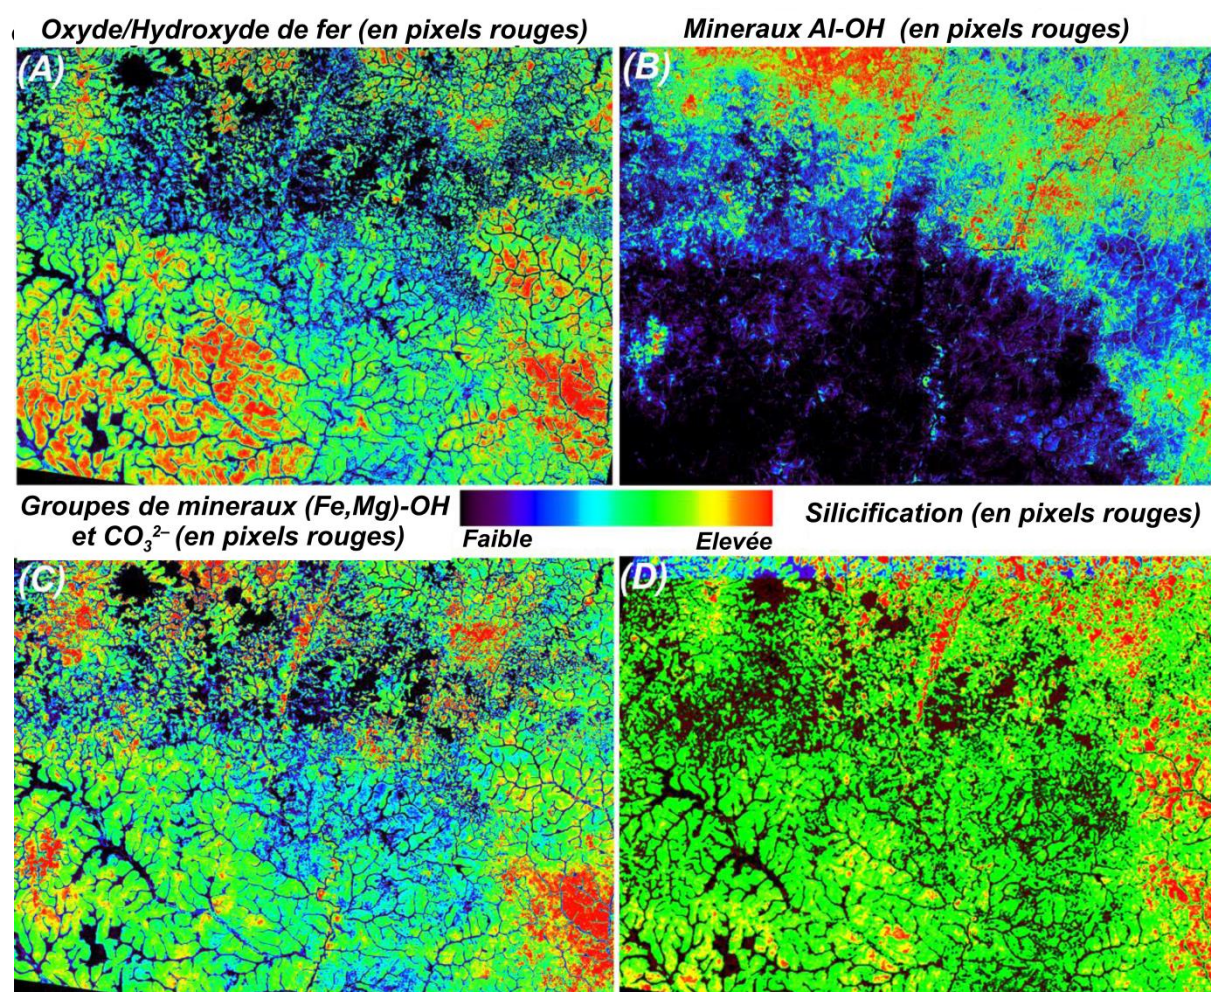 Oxyde/Hydroxyde de fer (en pixels rouges)
Mineraux Al-OH (en pixels rouges)
(A)
(B)
Groupes de mineraux (Fe,Mg)-OH
et CO₃²⁻ (en pixels rouges)
Faible
Elevée
Silicification (en pixels rouges)
(C)
(D)